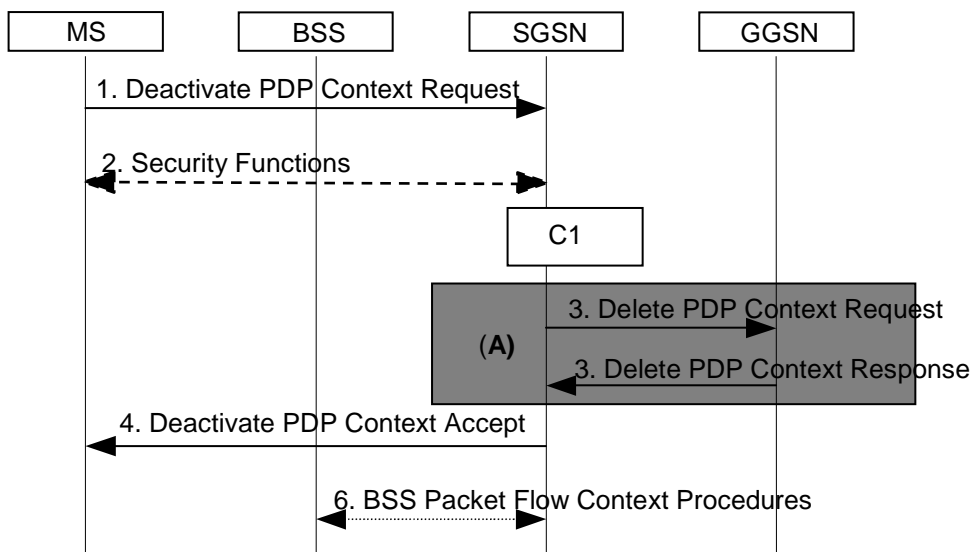 MS BSS SGSN GGSN
1. Deactivate PDP Context Request
2. Security Functions
C1
3. Delete PDP Context Request
(A)
3. Delete PDP Context Response
4. Deactivate PDP Context Accept
6. BSS Packet Flow Context Procedures